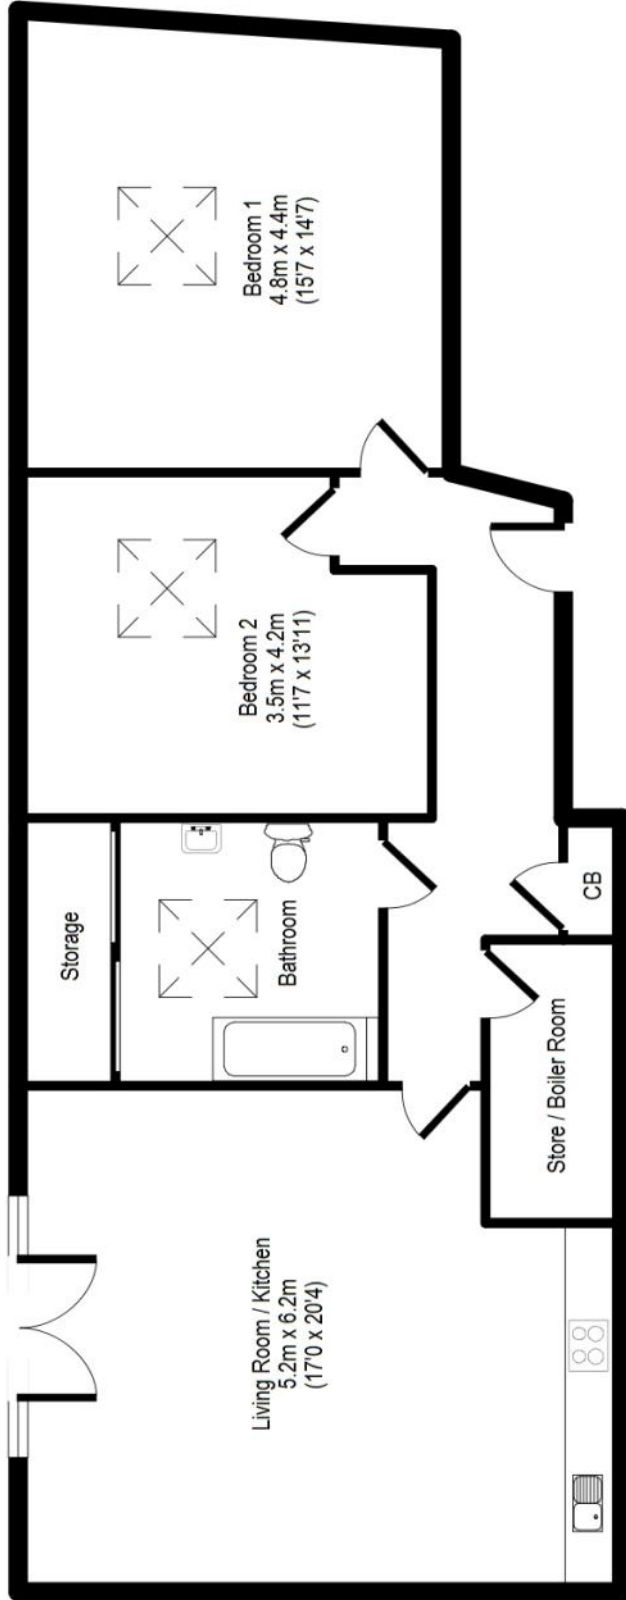 Bedroom 1
4.8m x 4.4m
(15'7 x 14'7)
Bedroom 2
3.5m x 4.2m
(11'7 x 13'11)
Storage
Bathroom
CB
Store / Boiler Room
Living Room / Kitchen
5.2m x 6.2m
(17'0 x 20'4)